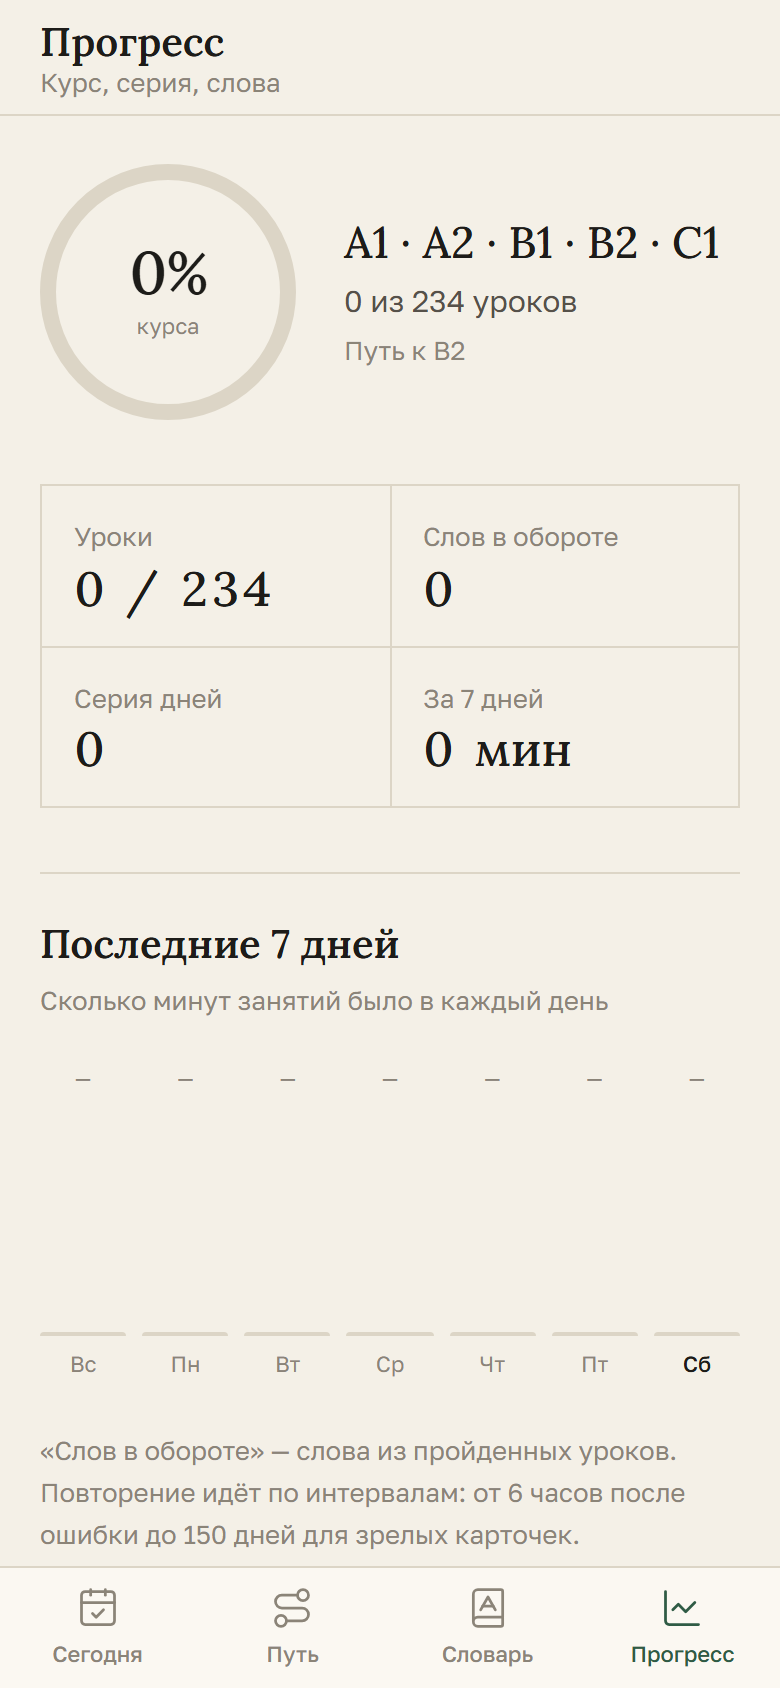 Прогресс
Курс, серия, слова
0%
курса
A1 · A2 · B1 · B2 · C1
0 из 234 уроков
Путь к B2
Уроки
0 / 234
Слов в обороте
0
Серия дней
0
За 7 дней
0 мин
Последние 7 дней
Сколько минут занятий было в каждый день
– – – – – – –
Вс Пн Вт Ср Чт Пт Сб
«Слов в обороте» — слова из пройденных уроков.
Повторение идёт по интервалам: от 6 часов после
ошибки до 150 дней для зрелых карточек.
Сегодня Путь Словарь Прогресс